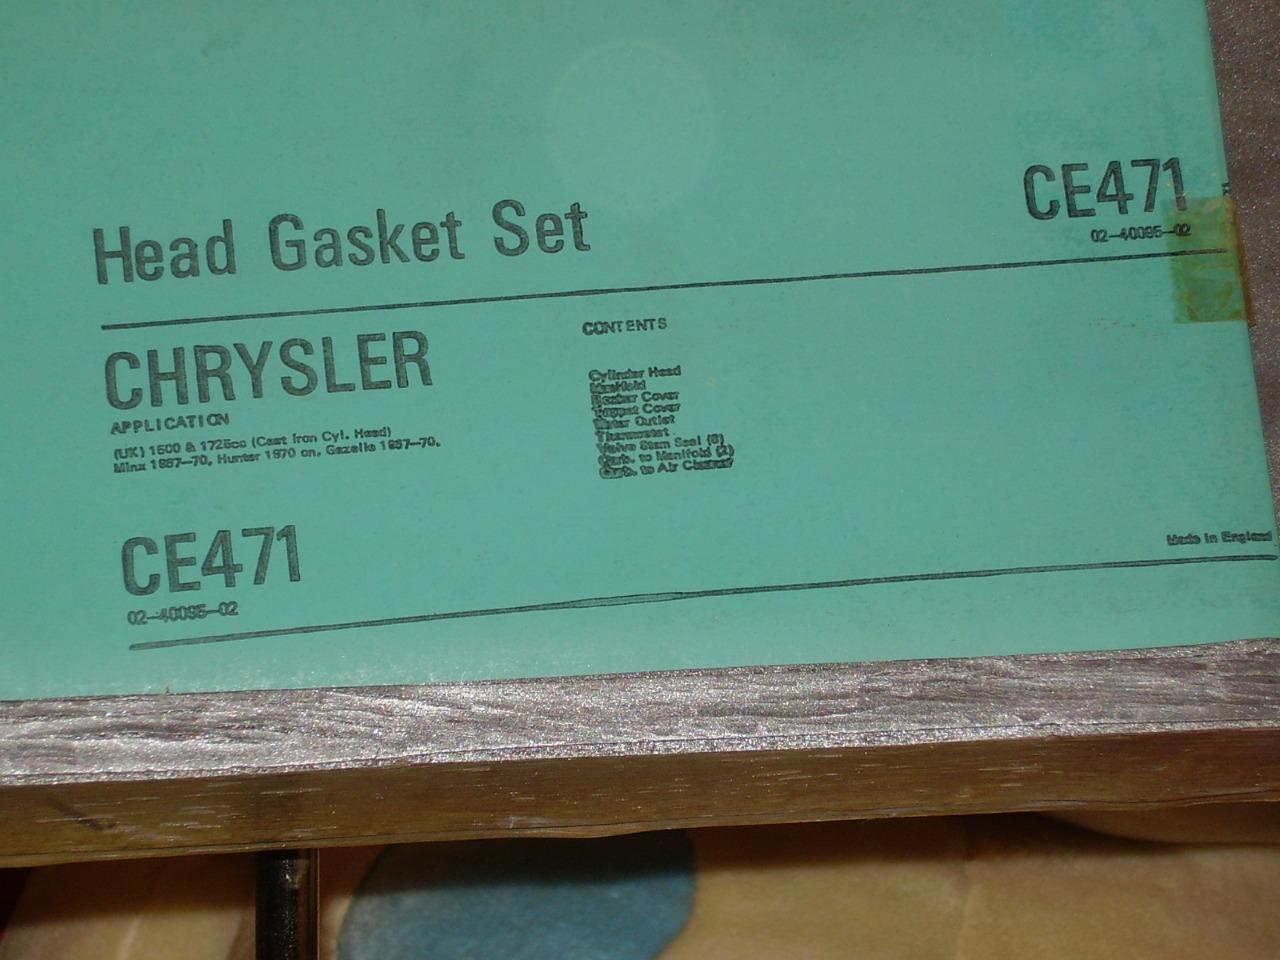 Head Gasket Set
CE471
02-40095-02
CHRYSLER
APPLICATION
(UK) 1500 & 1725cc (Cast Iron Cyl. Head)
Minx 1967-70, Hunter 1970 on, Gazelle 1967-70.
CONTENTS
Cylinder Head
Manifold
Rocker Cover
Tappet Cover
Water Outlet
Thermostat
Valve Stem Seal (8)
Carb. to Manifold (2)
Carb. to Air Cleaner
CE471
02-40095-02
Made in England